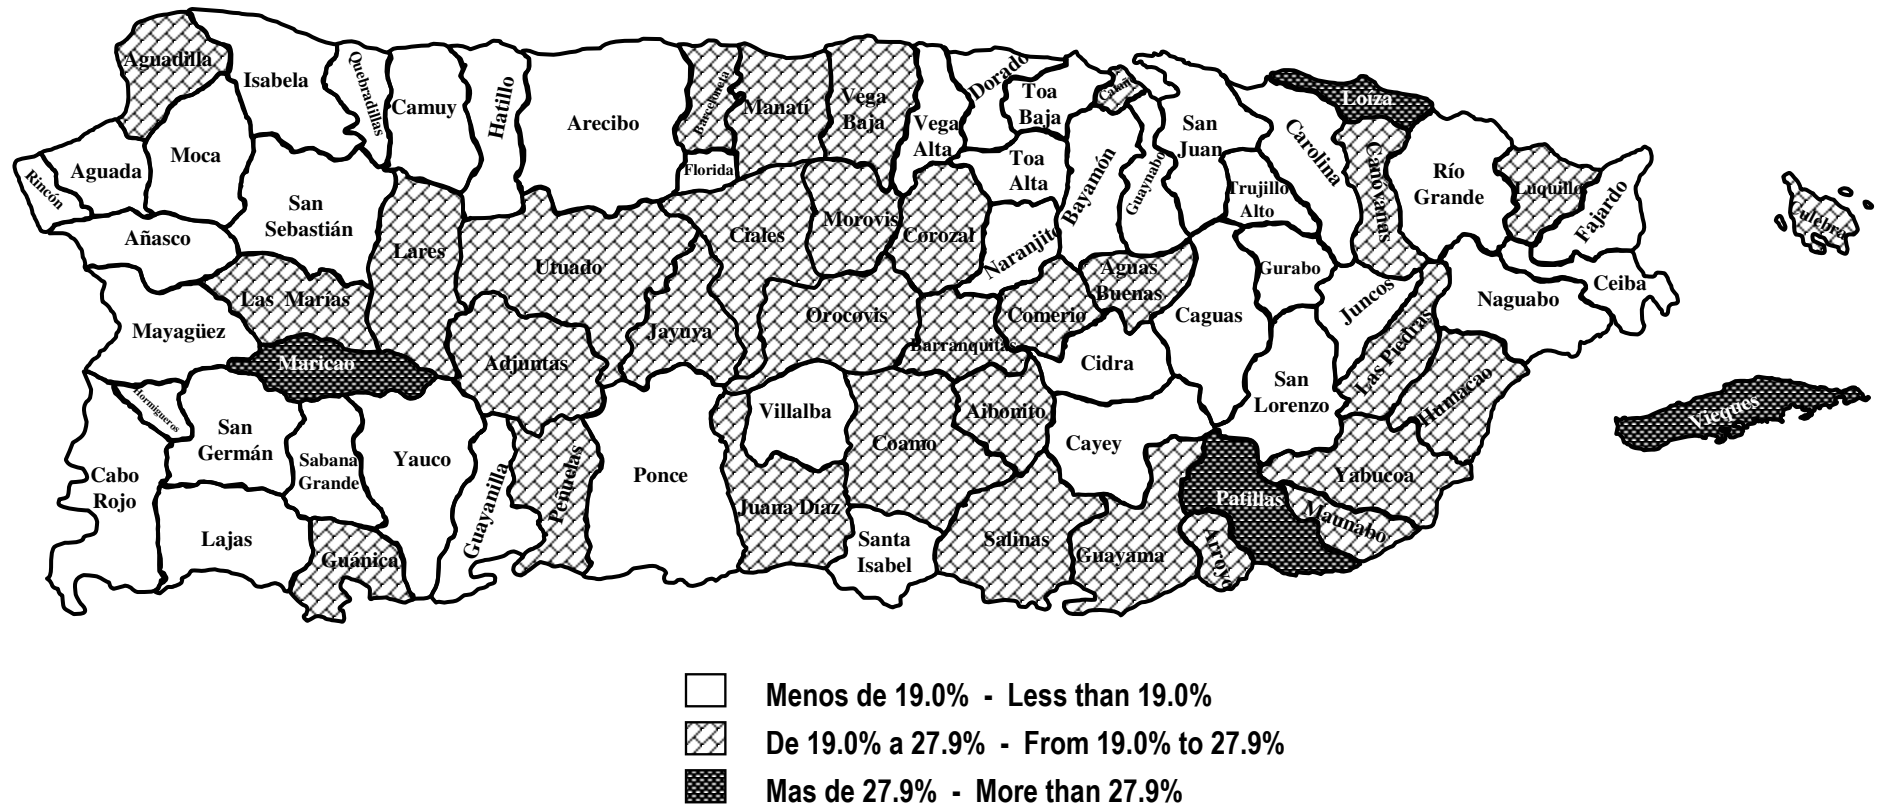 Aguadilla
Isabela
Quebradillas
Camuy
Hatillo
Arecibo
Barceloneta
Manatí
Vega
Baja
Vega
Alta
Dorado
Toa
Baja
Cataño
San
Juan
Loíza
Carolina
Canovanas
Río
Grande
Luquillo
Fajardo
Culebra
Rincón
Aguada
Moca
San
Sebastián
Florida
Toa
Alta
Bayamón
Guaynabo
Trujillo
Alto
Añasco
Lares
Utuado
Ciales
Morovis
Corozal
Naranjito
Aguas
Buenas
Gurabo
Ceiba
Naguabo
Juncos
Las Marías
Mayagüez
Jayuya
Orocovis
Barranquitas
Comerio
Caguas
Las Piedras
Maricao
Adjuntas
Cidra
San
Lorenzo
Humacao
Vieques
Hormigueros
San
Germán
Sabana
Grande
Yauco
Villalba
Coamo
Aibonito
Cayey
Cabo
Rojo
Guayanilla
Peñuelas
Ponce
Juana Díaz
Patillas
Yabucoa
Maunabo
Lajas
Guánica
Santa
Isabel
Salinas
Guayama
Arroyo
Menos de 19.0% - Less than 19.0%
De 19.0% a 27.9% - From 19.0% to 27.9%
Mas de 27.9% - More than 27.9%